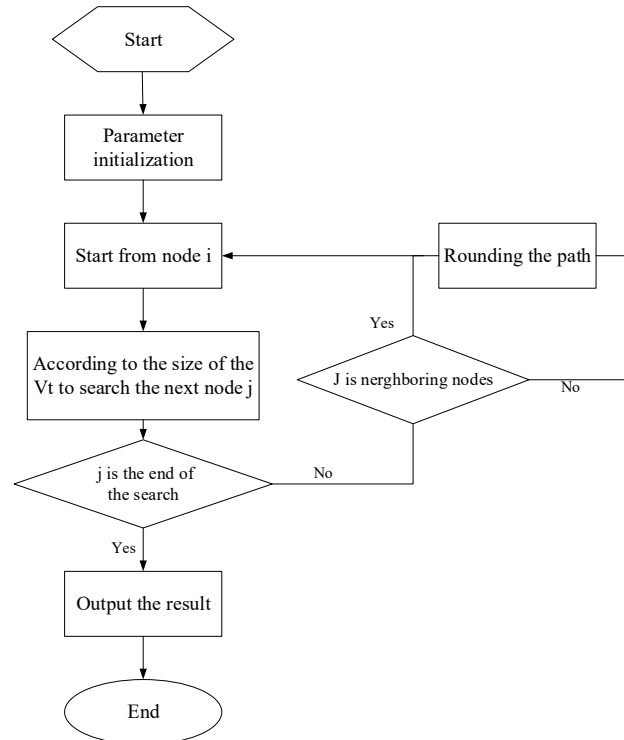 Start
Parameter
initialization
Start from node i
Rounding the path
Yes
According to the size of the
Vt to search the next node j
J is nerghboring nodes
No
j is the end of
the search
No
Yes
Output the result
End